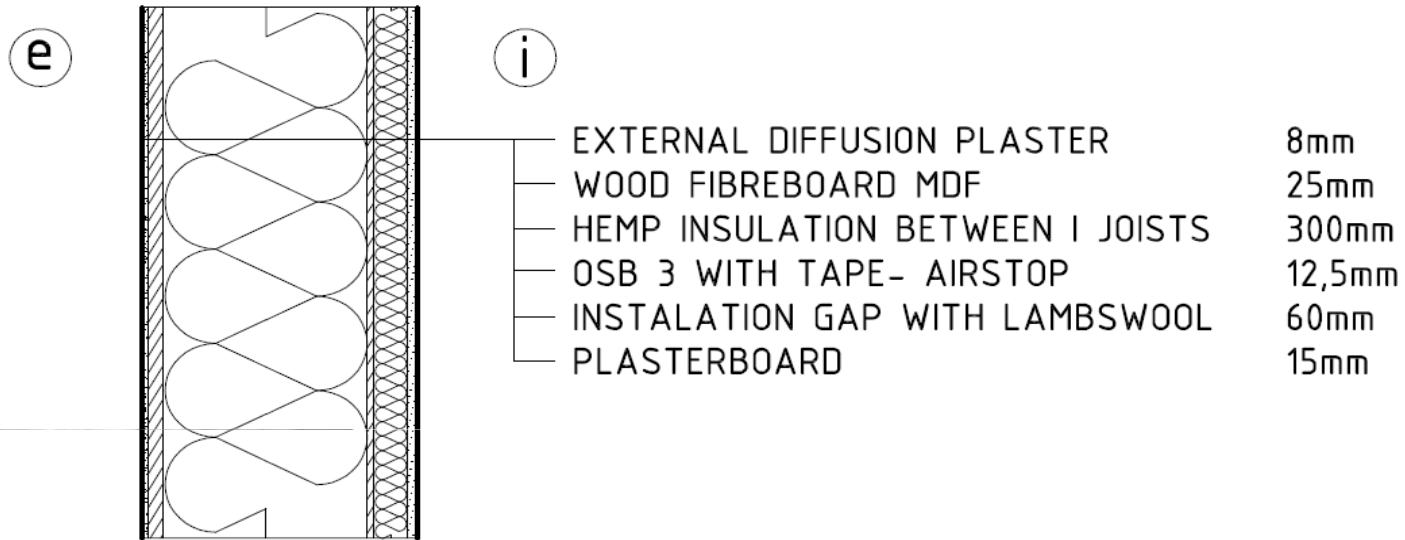 e
i
EXTERNAL DIFFUSION PLASTER 8mm
WOOD FIBREBOARD MDF 25mm
HEMP INSULATION BETWEEN I JOISTS 300mm
OSB 3 WITH TAPE- AIRSTOP 12,5mm
INSTALATION GAP WITH LAMBSWOOL 60mm
PLASTERBOARD 15mm